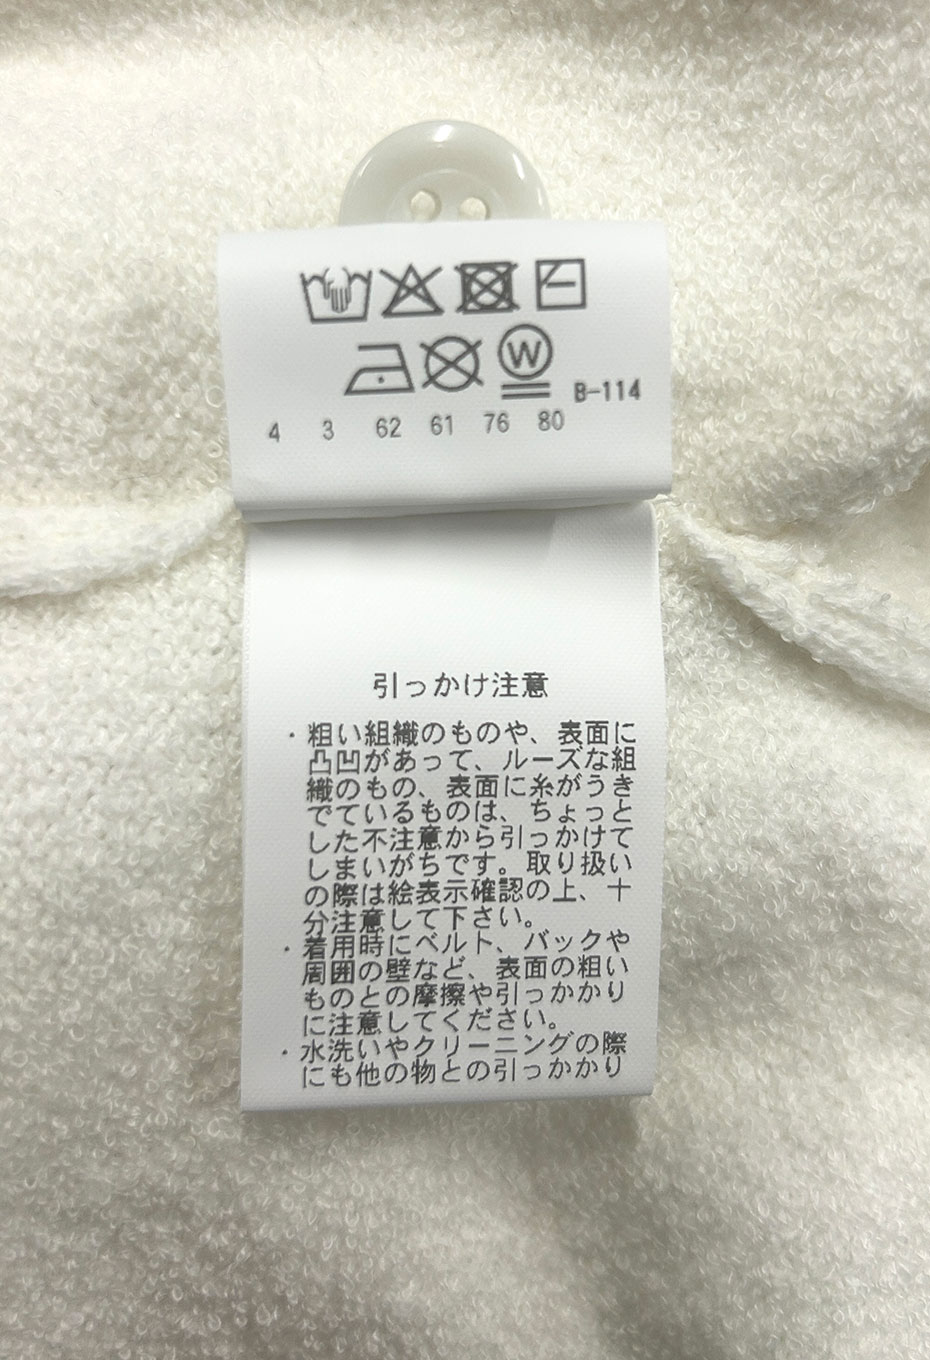 W
B-114
4 3 62 61 76 80
引っかけ注意
・粗い組織のものや、表面に
凸凹があって、ルーズな組
織のもの、表面に糸がうき
でているものは、ちょっと
した不注意から引っかけて
しまいがちです。取り扱い
の際は絵表示確認の上、十
分注意して下さい。
・着用時にベルト、バックや
周囲の壁など、表面の粗い
ものとの摩擦や引っかかり
に注意してください。
・水洗いやクリーニングの際
にも他の物との引っかかり